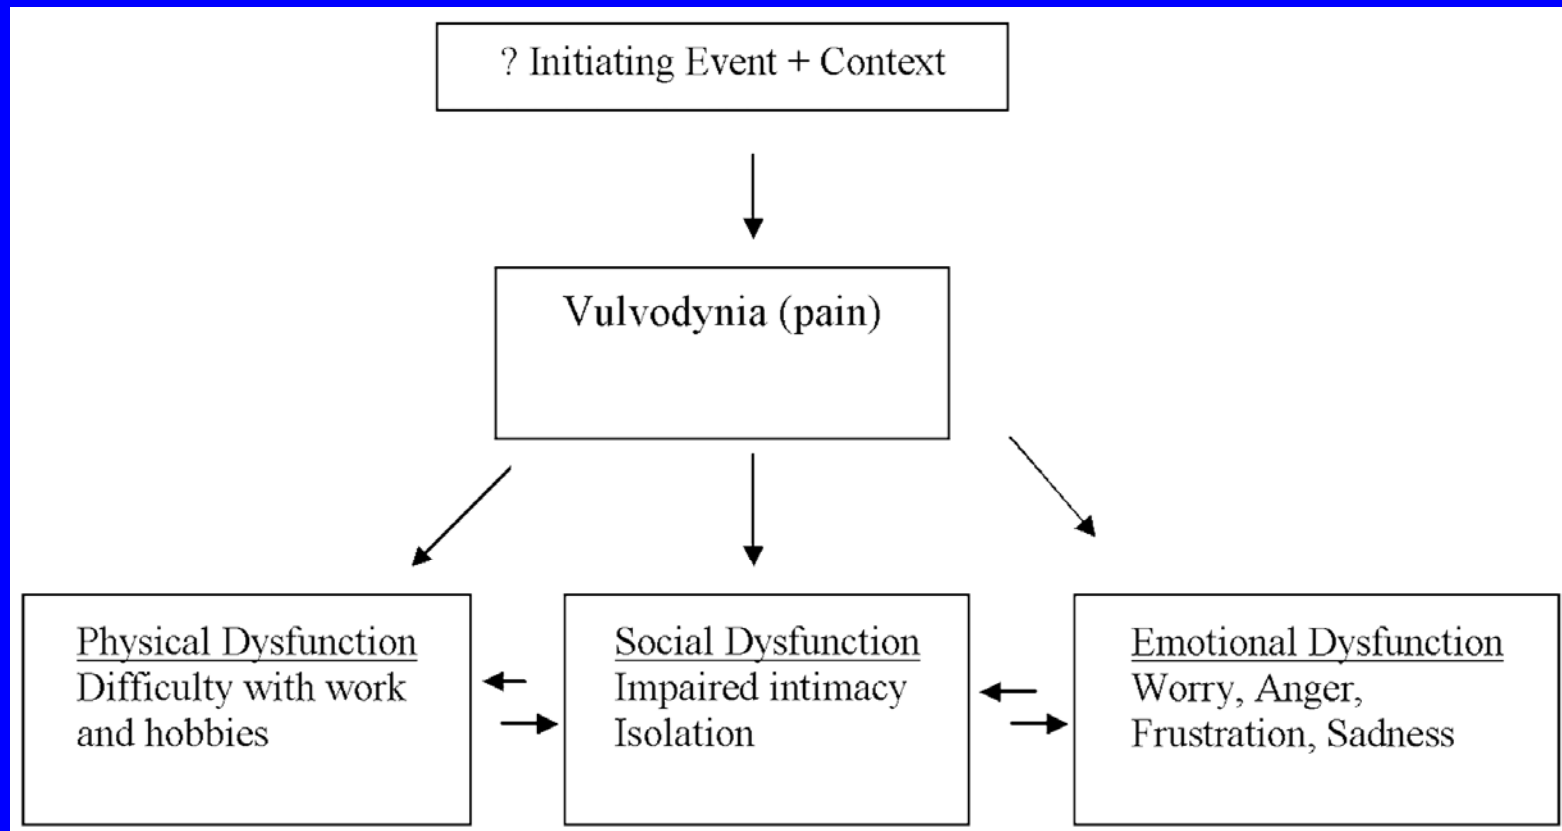 ? Initiating Event + Context
Vulvodynia (pain)
Physical Dysfunction
Difficulty with work
and hobbies
Social Dysfunction
Impaired intimacy
Isolation
Emotional Dysfunction
Worry, Anger,
Frustration, Sadness